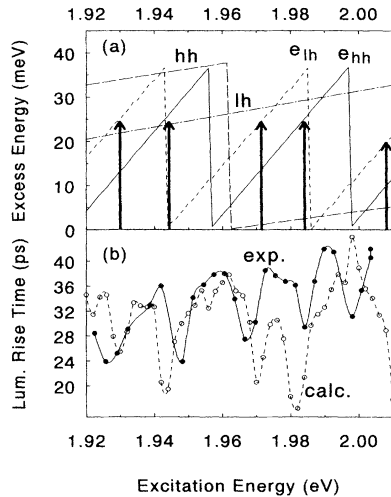 1.92 1.94 1.96 1.98 2.00
(a) hh lh e_lh e_hh
Excess Energy (meV)
40
30
20
10
0
(b) exp. calc.
Lum. Rise Time (ps)
40
36
32
28
24
20
1.92 1.94 1.96 1.98 2.00
Excitation Energy (eV)